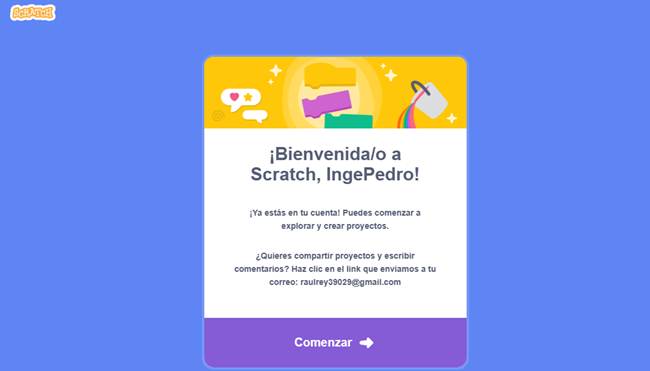 SCRATCH
¡Bienvenida/o a
Scratch, IngePedro!
¡Ya estás en tu cuenta! Puedes comenzar a
explorar y crear proyectos.
¿Quieres compartir proyectos y escribir
comentarios? Haz clic en el link que enviamos a tu
correo: raulrey39029@gmail.com
Comenzar